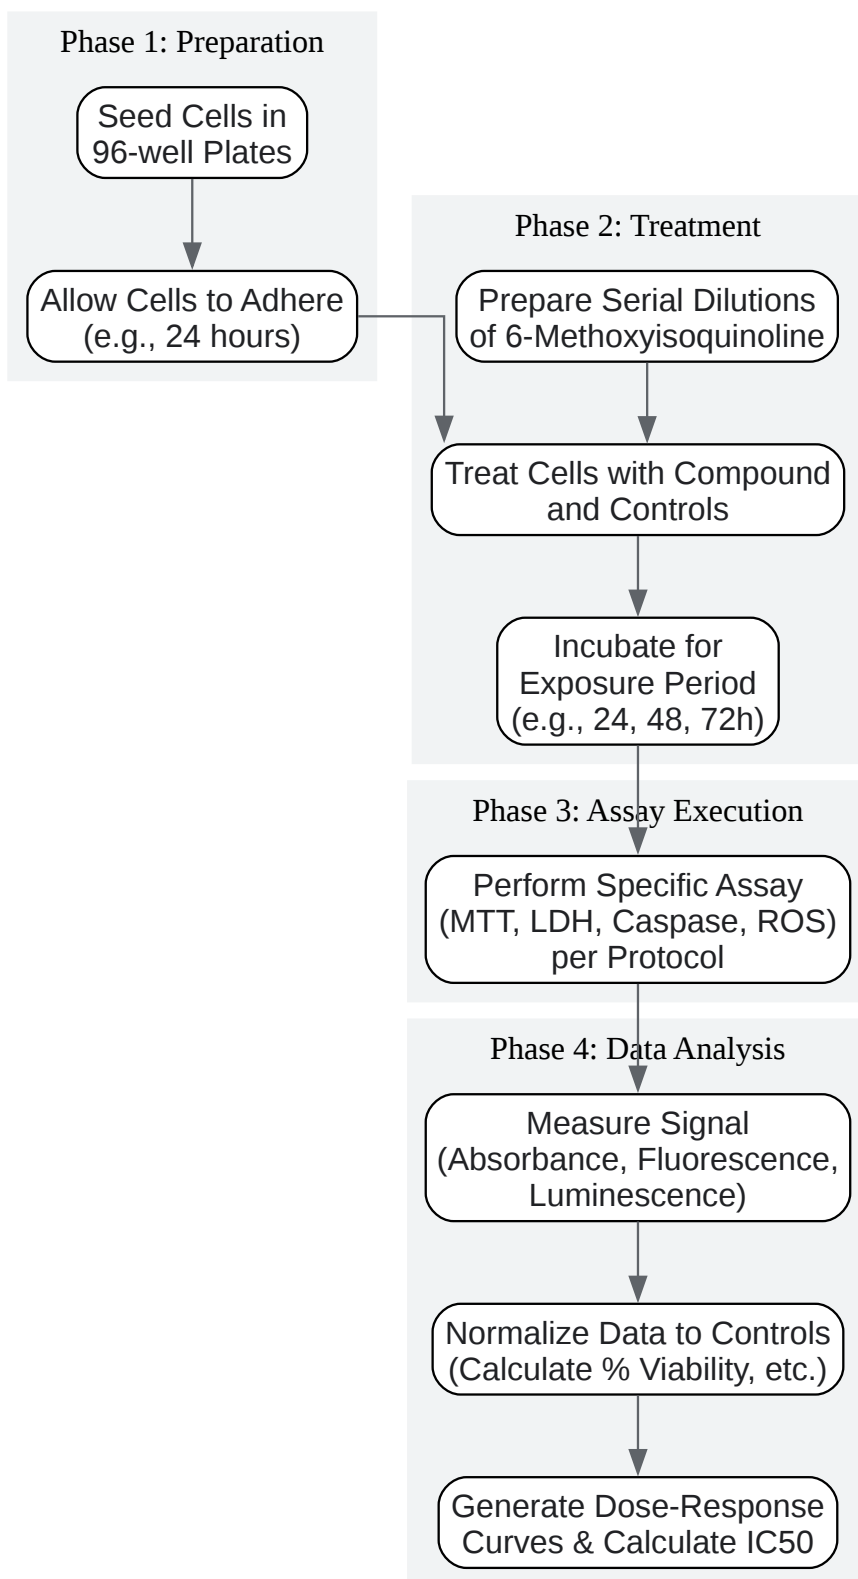 Phase 1: Preparation
Seed Cells in
96-well Plates
Allow Cells to Adhere
(e.g., 24 hours)
Phase 2: Treatment
Prepare Serial Dilutions
of 6-Methoxyisoquinoline
Treat Cells with Compound
and Controls
Incubate for
Exposure Period
(e.g., 24, 48, 72h)
Phase 3: Assay Execution
Perform Specific Assay
(MTT, LDH, Caspase, ROS)
per Protocol
Phase 4: Data Analysis
Measure Signal
(Absorbance, Fluorescence,
Luminescence)
Normalize Data to Controls
(Calculate % Viability, etc.)
Generate Dose-Response
Curves & Calculate IC50